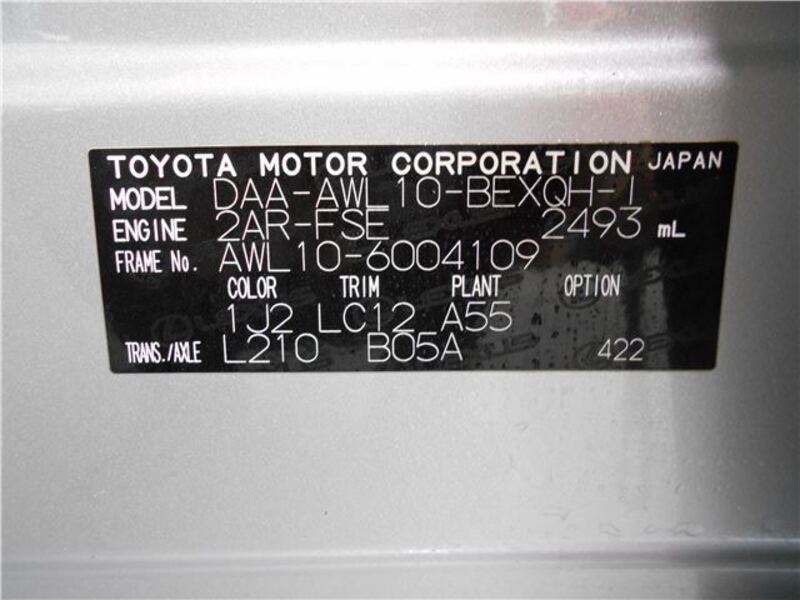 TOYOTA MOTOR CORPORATION JAPAN
MODEL DAA-AWL10-BEXQH-1
ENGINE 2AR-FSE 2493 mL
FRAME No. AWL10-6004109
COLOR TRIM PLANT OPTION
1J2 LC12 A55
TRANS./AXLE L210 B05A 422